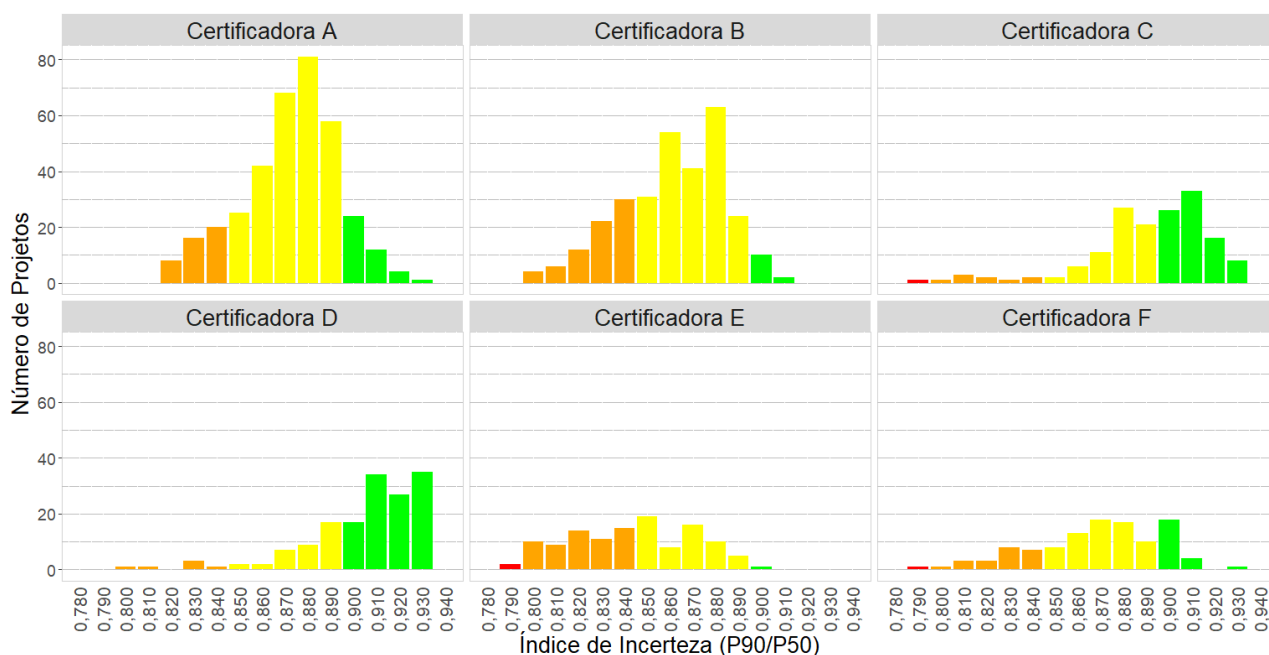 Certificadora A
Certificadora B
Certificadora C
80
60
40
20
0
Certificadora D
Certificadora E
Certificadora F
80
60
40
20
0
Número de Projetos
0,780 0,790 0,800 0,810 0,820 0,830 0,840 0,850 0,860 0,870 0,880 0,890 0,900 0,910 0,920 0,930 0,940
0,780 0,790 0,800 0,810 0,820 0,830 0,840 0,850 0,860 0,870 0,880 0,890 0,900 0,910 0,920 0,930 0,940
0,780 0,790 0,800 0,810 0,820 0,830 0,840 0,850 0,860 0,870 0,880 0,890 0,900 0,910 0,920 0,930 0,940
Índice de Incerteza (P90/P50)